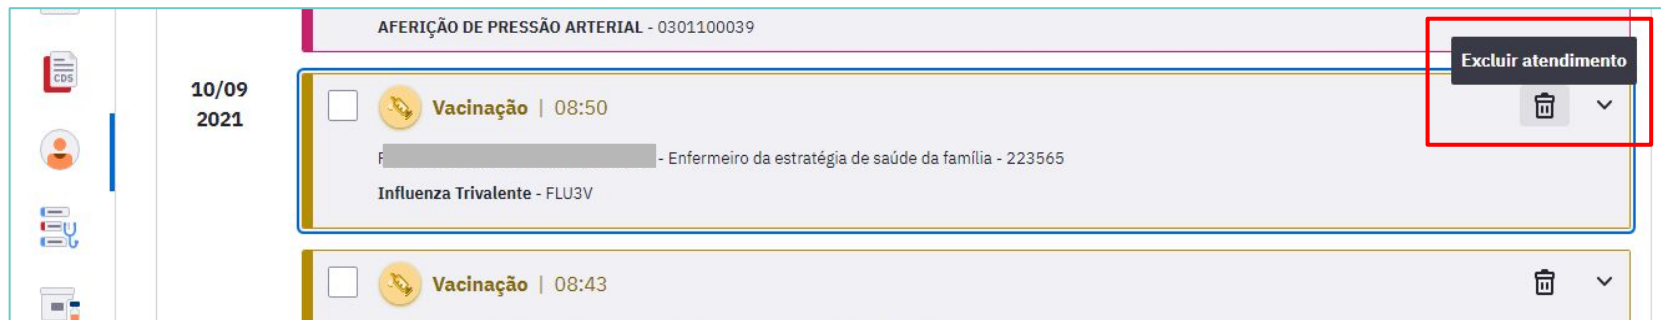 AFERIÇÃO DE PRESSÃO ARTERIAL - 0301100039
CDS
Excluir atendimento
10/09
2021
Vacinação | 08:50
- Enfermeiro da estratégia de saúde da família - 223565
Influenza Trivalente - FLU3V
Vacinação | 08:43